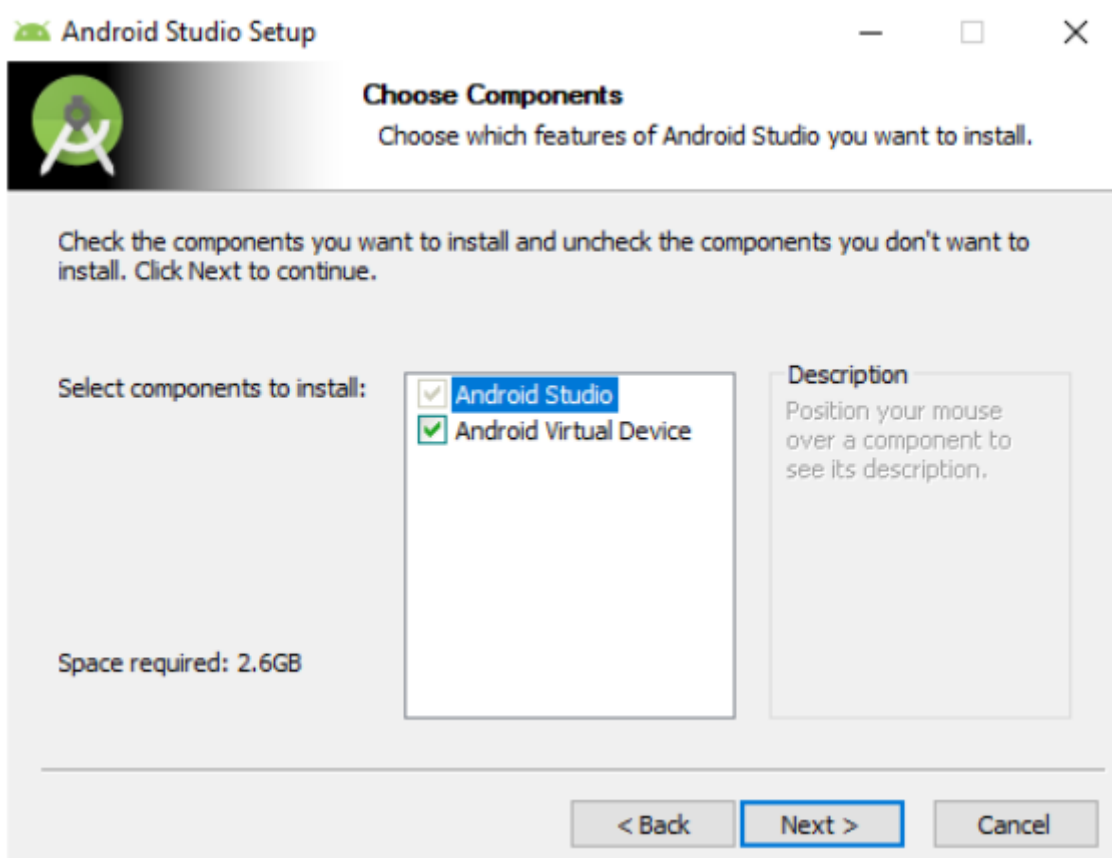 Android Studio Setup
Choose Components
Choose which features of Android Studio you want to install.
Check the components you want to install and uncheck the components you don't want to
install. Click Next to continue.
Select components to install:
Android Studio
Android Virtual Device
Description
Position your mouse
over a component to
see its description.
Space required: 2.6GB
< Back
Next >
Cancel